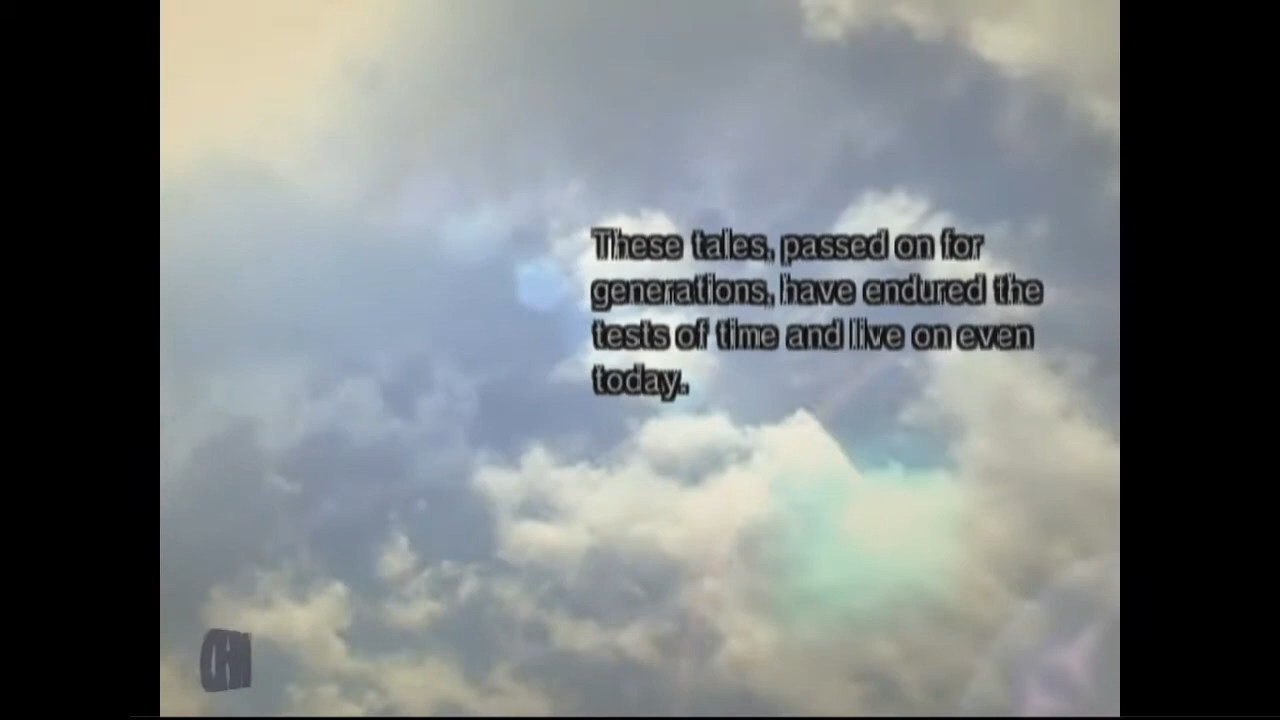 These tales, passed on for
generations, have endured the
tests of time and live on even
today.